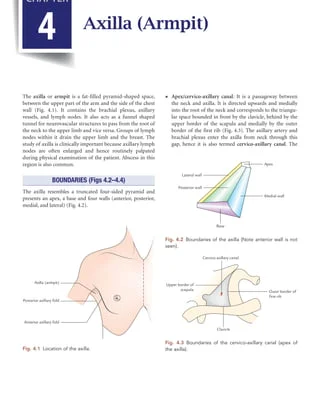 CHAPTER
4
Axilla (Armpit)
The axilla or armpit is a fat-filled pyramid-shaped space,
between the upper part of the arm and the side of the chest
wall (Fig. 4.1). It contains the brachial plexus, axillary
vessels, and lymph nodes. It also acts as a funnel shaped
tunnel for neurovascular structures to pass from the root of
the neck to the upper limb and vice versa. Groups of lymph
nodes within it drain the upper limb and the breast. The
study of axilla is clinically important because axillary lymph
nodes are often enlarged and hence routinely palpated
during physical examination of the patient. Abscess in this
region is also common.
BOUNDARIES (Figs 4.2–4.4)
The axilla resembles a truncated four-sided pyramid and
presents an apex, a base and four walls (anterior, posterior,
medial, and lateral) (Fig. 4.2).
Axilla (armpit)
Posterior axillary fold
Anterior axillary fold
Fig. 4.1 Location of the axilla.
• Apex/cervico-axillary canal: It is a passageway between
the neck and axilla. It is directed upwards and medially
into the root of the neck and corresponds to the triangu-
lar space bounded in front by the clavicle, behind by the
upper border of the scapula and medially by the outer
border of the first rib (Fig. 4.3). The axillary artery and
brachial plexus enter the axilla from neck through this
gap, hence it is also termed cervico-axillary canal. The
Apex
Lateral wall
Posterior wall
Medial wall
Base
Fig. 4.2 Boundaries of the axilla (Note anterior wall is not
seen).
Cervico-axillary canal
Upper border of
scapula
Outer border of
first rib
Clavicle
Fig. 4.3 Boundaries of the cervico-axillary canal (apex of
the axilla).